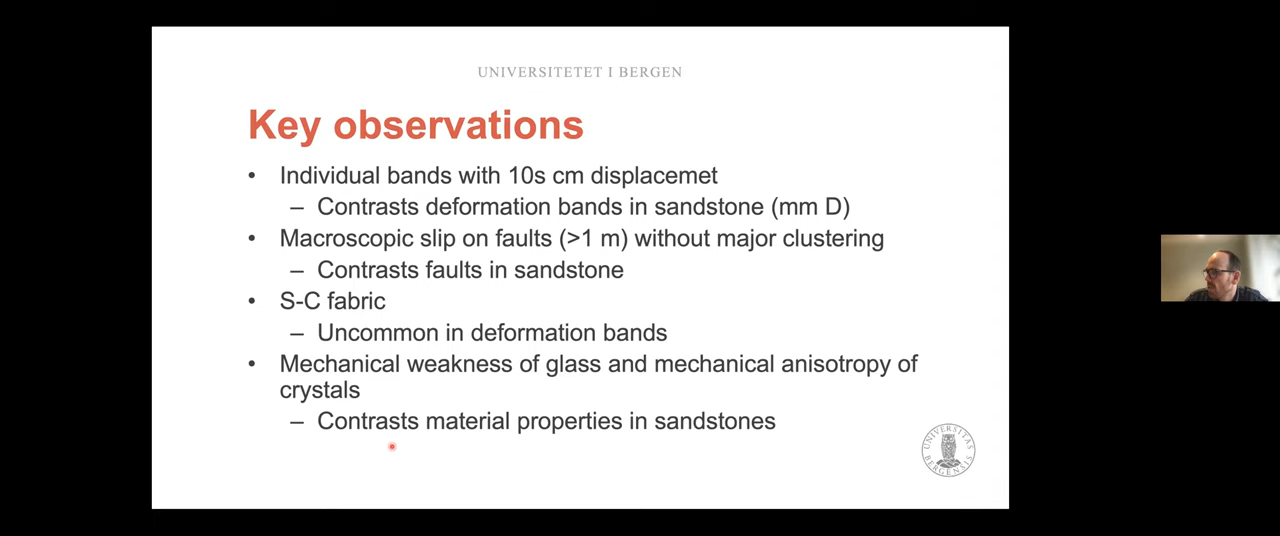 UNIVERSITETET I BERGEN
Key observations
• Individual bands with 10s cm displacemet
– Contrasts deformation bands in sandstone (mm D)
• Macroscopic slip on faults (>1 m) without major clustering
– Contrasts faults in sandstone
• S-C fabric
– Uncommon in deformation bands
• Mechanical weakness of glass and mechanical anisotropy of
crystals
– Contrasts material properties in sandstones
UNIVERSITAS
BERGENSIS